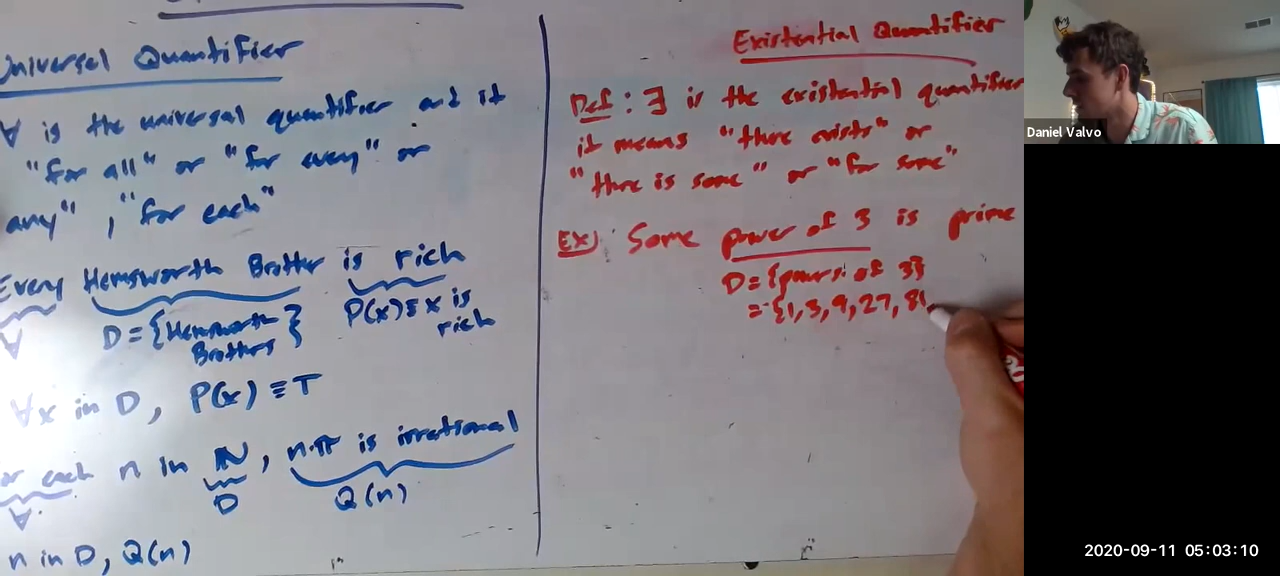 Universal Quantifier
∀ is the universal quantifier and it
"for all" or "for every" or
any", "for each"
Every Hemsworth Brother is rich
∀ D = {Hemsworth Brothers} P(x) ≡ x is rich
∀x in D, P(x) ≡ T
or each n in ℕ, n·π is irrational
∀ D Q(n)
n in D, Q(n)
Existential Quantifier
Def: ∃ is the existential quantifier
it means "there exists" or
"there is some" or "for some"
Ex) Some power of 3 is prime
D = {powers of 3}
= {1, 3, 9, 27, 81,
Daniel Valvo
2020-09-11 05:03:10